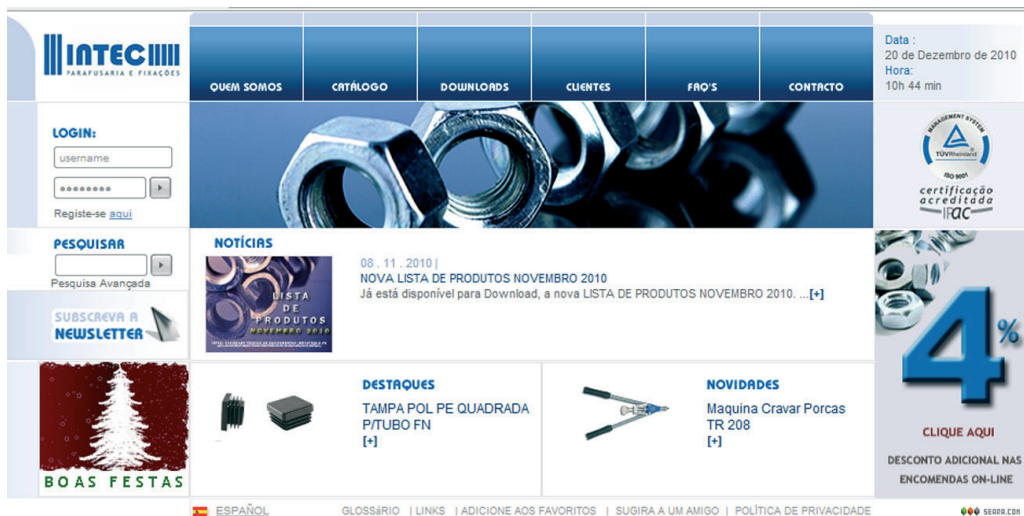 INTEC
PARAFUSARIA E FIXAÇÕES
QUEM SOMOS
CATÁLOGO
DOWNLOADS
CLIENTES
FAQ'S
CONTACTO
Data :
20 de Dezembro de 2010
Hora:
10h 44 min
LOGIN:
username
Registe-se aqui
PESQUISAR
Pesquisa Avançada
SUBSCREVA A
NEWSLETTER
BOAS FESTAS
NOTÍCIAS
LISTA
DE
PRODUTOS
NOVEMBRO 2010
08 . 11 . 2010 |
NOVA LISTA DE PRODUTOS NOVEMBRO 2010
Já está disponível para Download, a nova LISTA DE PRODUTOS NOVEMBRO 2010. ...[+]
DESTAQUES
TAMPA POL PE QUADRADA
P/TUBO FN
[+]
NOVIDADES
Maquina Cravar Porcas
TR 208
[+]
MANAGEMENT SYSTEM
TÜVRheinland
ISO 9001
certificação
acreditada
IPAC
4%
CLIQUE AQUI
DESCONTO ADICIONAL NAS
ENCOMENDAS ON-LINE
ESPAÑOL
GLOSSáRIO | LINKS | ADICIONE AOS FAVORITOS | SUGIRA A UM AMIGO | POLÍTICA DE PRIVACIDADE
SEARA.COM